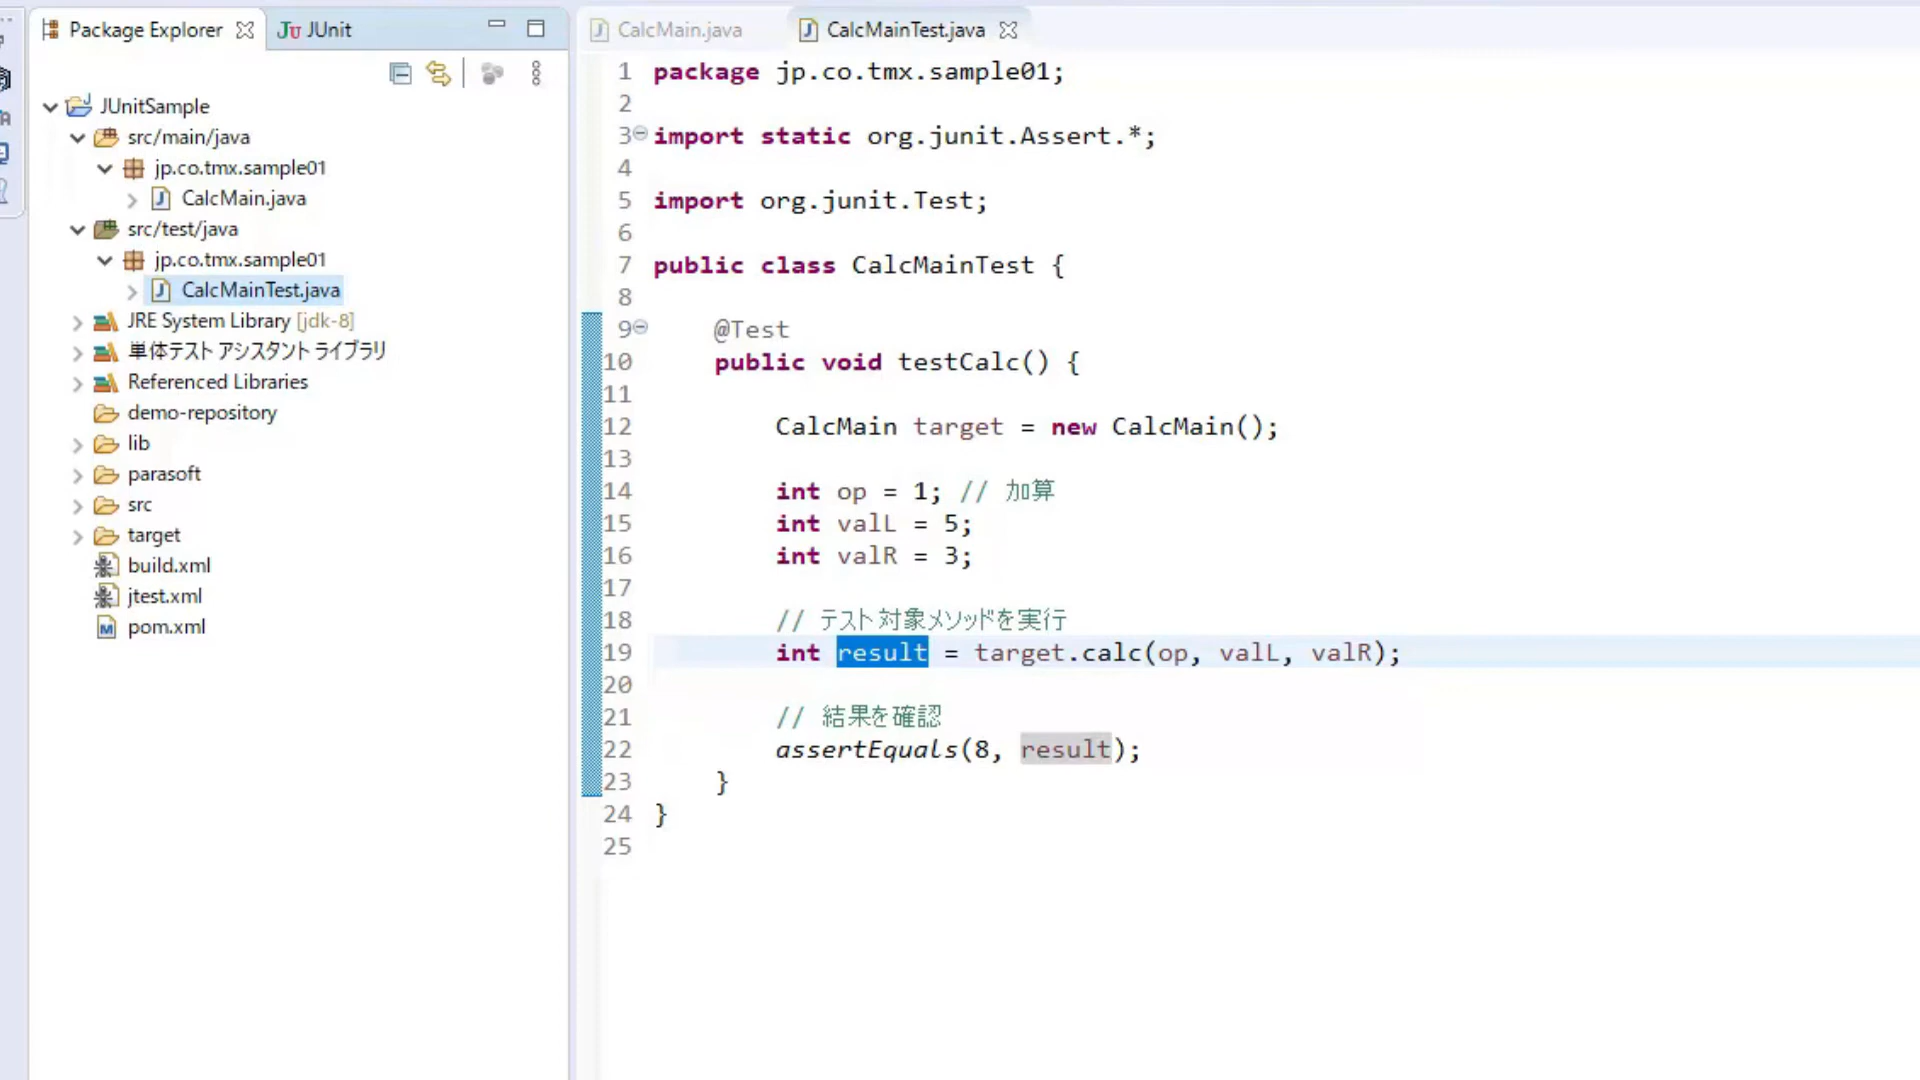 Package Explorer
JUnit
JUnitSample
src/main/java
jp.co.tmx.sample01
CalcMain.java
src/test/java
jp.co.tmx.sample01
CalcMainTest.java
JRE System Library [jdk-8]
単体テスト アシスタント ライブラリ
Referenced Libraries
demo-repository
lib
parasoft
src
target
build.xml
jtest.xml
pom.xml
CalcMain.java
CalcMainTest.java
1 package jp.co.tmx.sample01;
2
3 import static org.junit.Assert.*;
4
5 import org.junit.Test;
6
7 public class CalcMainTest {
8
9 @Test
10 public void testCalc() {
11
12 CalcMain target = new CalcMain();
13
14 int op = 1; // 加算
15 int valL = 5;
16 int valR = 3;
17
18 // テスト対象メソッドを実行
19 int result = target.calc(op, valL, valR);
20
21 // 結果を確認
22 assertEquals(8, result);
23 }
24 }
25